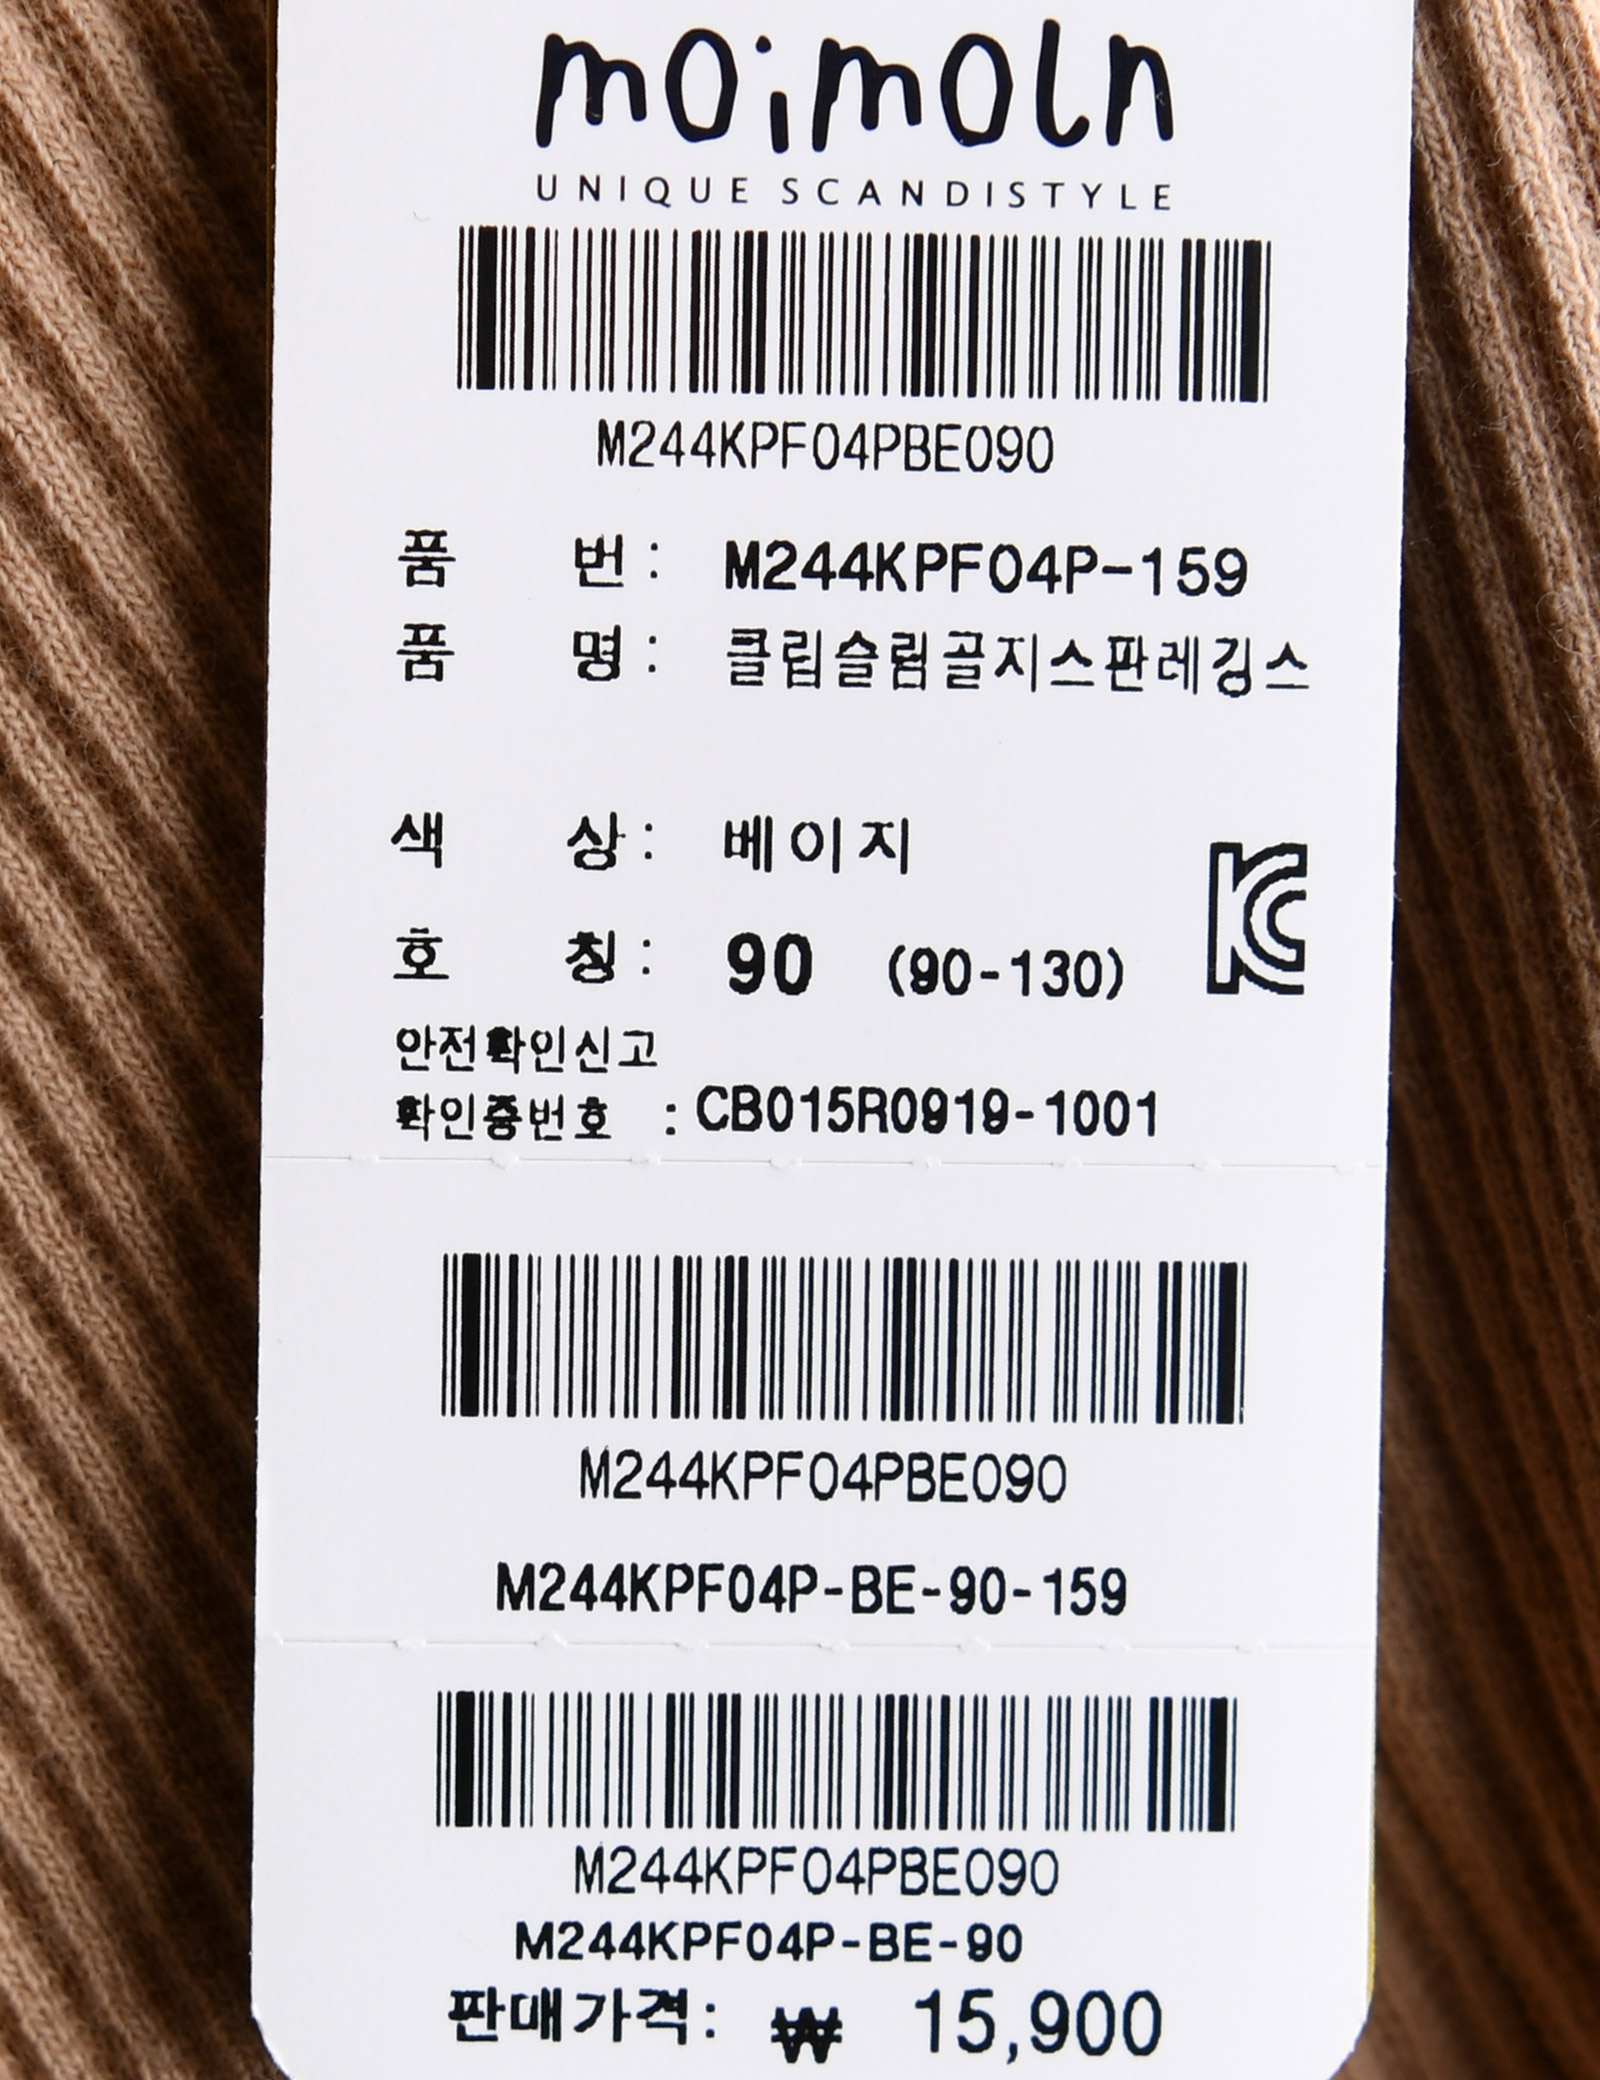 moimoln
UNIQUE SCANDISTYLE
M244KPF04PBE090
품 번 : M244KPF04P-159
품 명 : 클립슬림골지스판레깅스
색 상 : 베이지
호 칭 : 90 (90-130)
KC
안전확인신고
확인증번호 : CB015R0919-1001
M244KPF04PBE090
M244KPF04P-BE-90-159
M244KPF04PBE090
M244KPF04P-BE-90
판매가격: ₩ 15,900